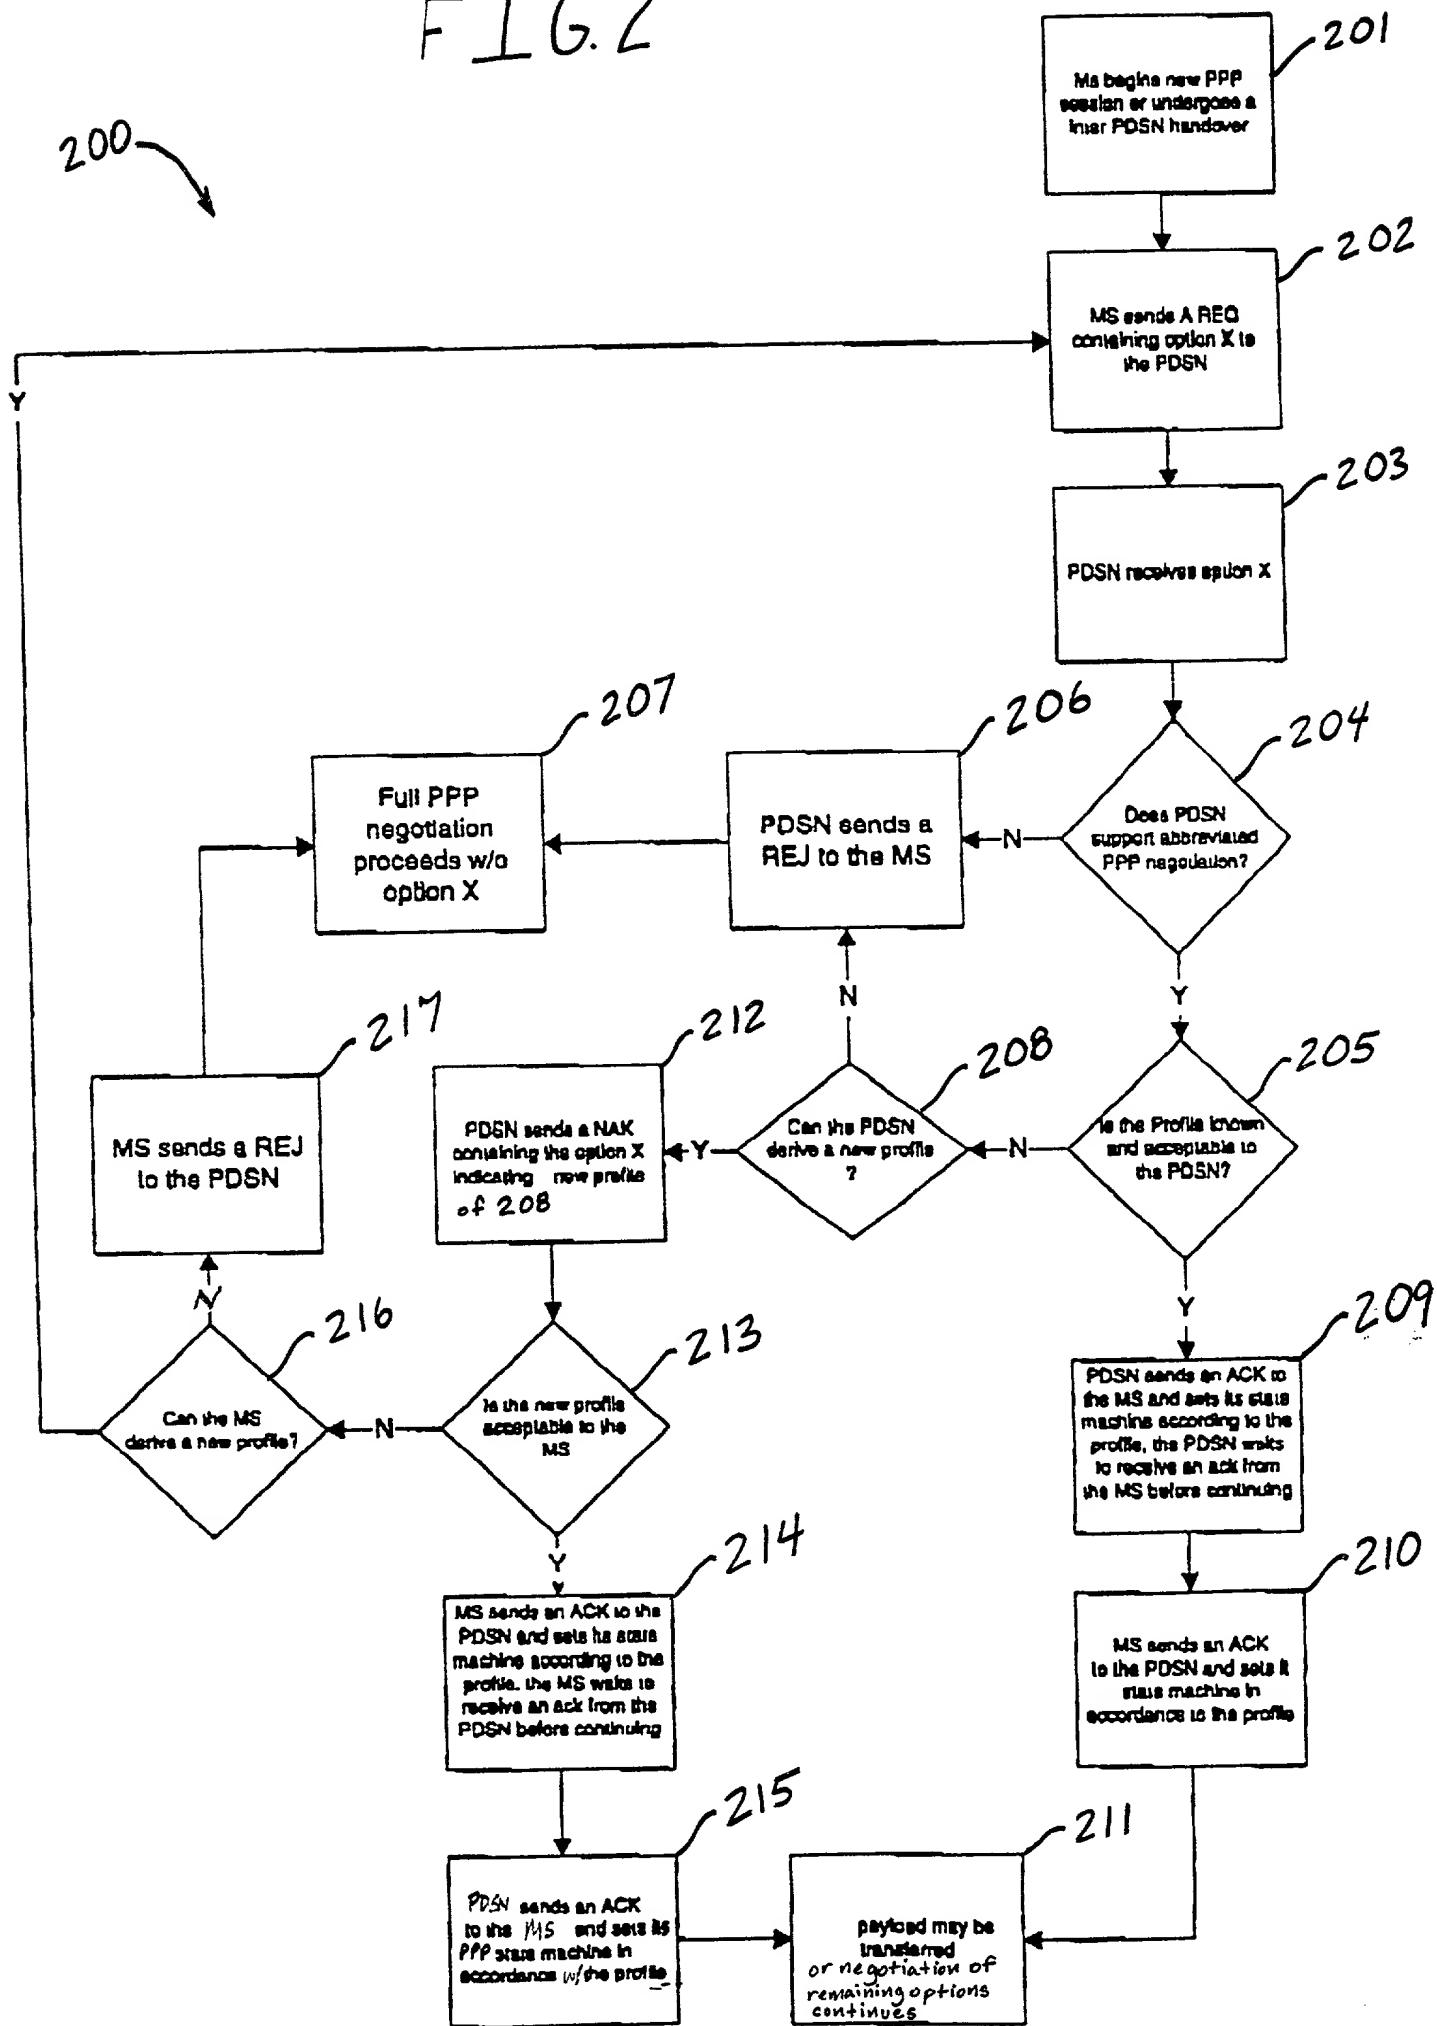 FIG. 2
200
201
Ms begins new PPP
session or undergoes a
inter PDSN handover
202
MS sends A REQ
containing option X to
the PDSN
Y
203
PDSN receives option X
204
Does PDSN
support abbreviated
PPP negotiation?
N
206
PDSN sends a
REJ to the MS
207
Full PPP
negotiation
proceeds w/o
option X
Y
N
205
Is the Profile known
and acceptable to
the PDSN?
N
208
Can the PDSN
derive a new profile
?
Y
212
PDSN sends a NAK
containing the option X
indicating new profile
of 208
217
MS sends a REJ
to the PDSN
N
216
Can the MS
derive a new profile?
N
213
Is the new profile
acceptable to the
MS
Y
209
PDSN sends an ACK to
the MS and sets its state
machine according to the
profile, the PDSN waits
to receive an ack from
the MS before continuing
Y
214
MS sends an ACK to the
PDSN and sets its state
machine according to the
profile. the MS waits to
receive an ack from the
PDSN before continuing
210
MS sends an ACK
to the PDSN and sets it
state machine in
accordance to the profile
215
PDSN sends an ACK
to the MS and sets its
PPP state machine in
accordance w/the profile
211
payload may be
transferred
or negotiation of
remaining options
continues